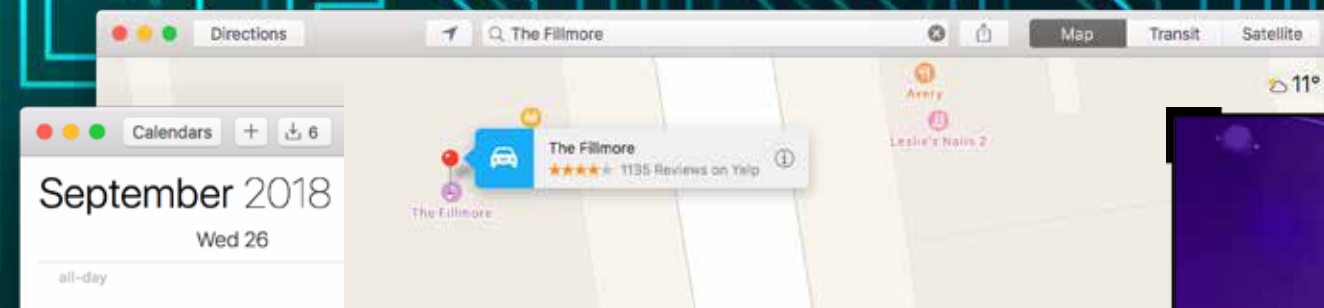 Directions
The Fillmore
Map
Transit
Satellite
Avery
11°
Calendars
+
6
Leslie's Nails 2
The Fillmore
1135 Reviews on Yelp
September 2018
The Fillmore
Wed 26
all-day